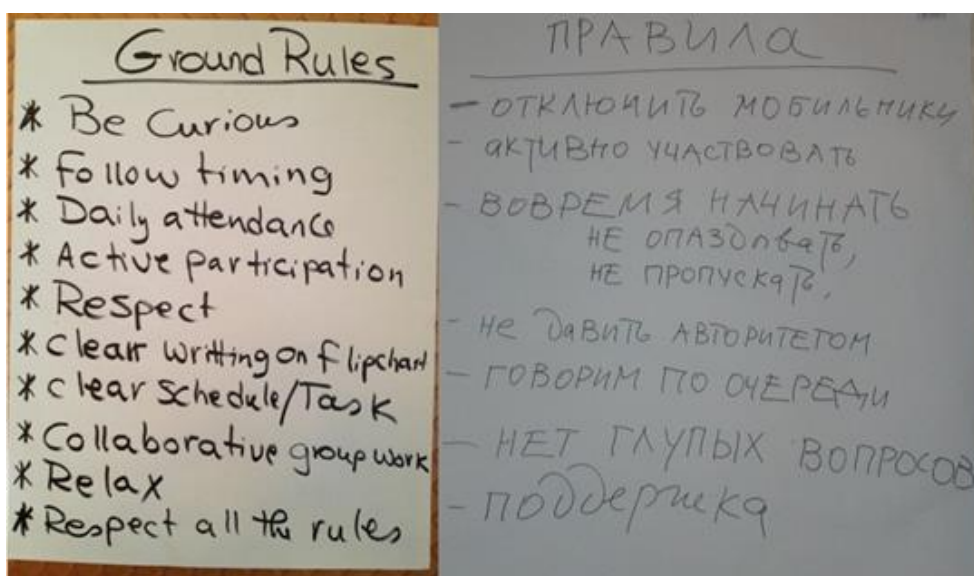 Ground Rules
* Be Curious
* Follow timing
* Daily attendance
* Active participation
* Respect
* Clear writting on flipchart
* Clear Schedule/Task
* Collaborative group work
* Relax
* Respect all the rules
ПРАВИЛА
- ОТКЛЮЧИТЬ МОБИЛЬНИКИ
- АКТИВНО УЧАСТВОВАТЬ
- ВОВРЕМЯ НАЧИНАТЬ
НЕ ОПАЗДЫВАТЬ,
НЕ ПРОПУСКАТЬ.
- НЕ ДАВИТЬ АВТОРИТЕТОМ
- ГОВОРИМ ПО ОЧЕРЕДИ
- НЕТ ГЛУПЫХ ВОПРОСОВ
- поддержка